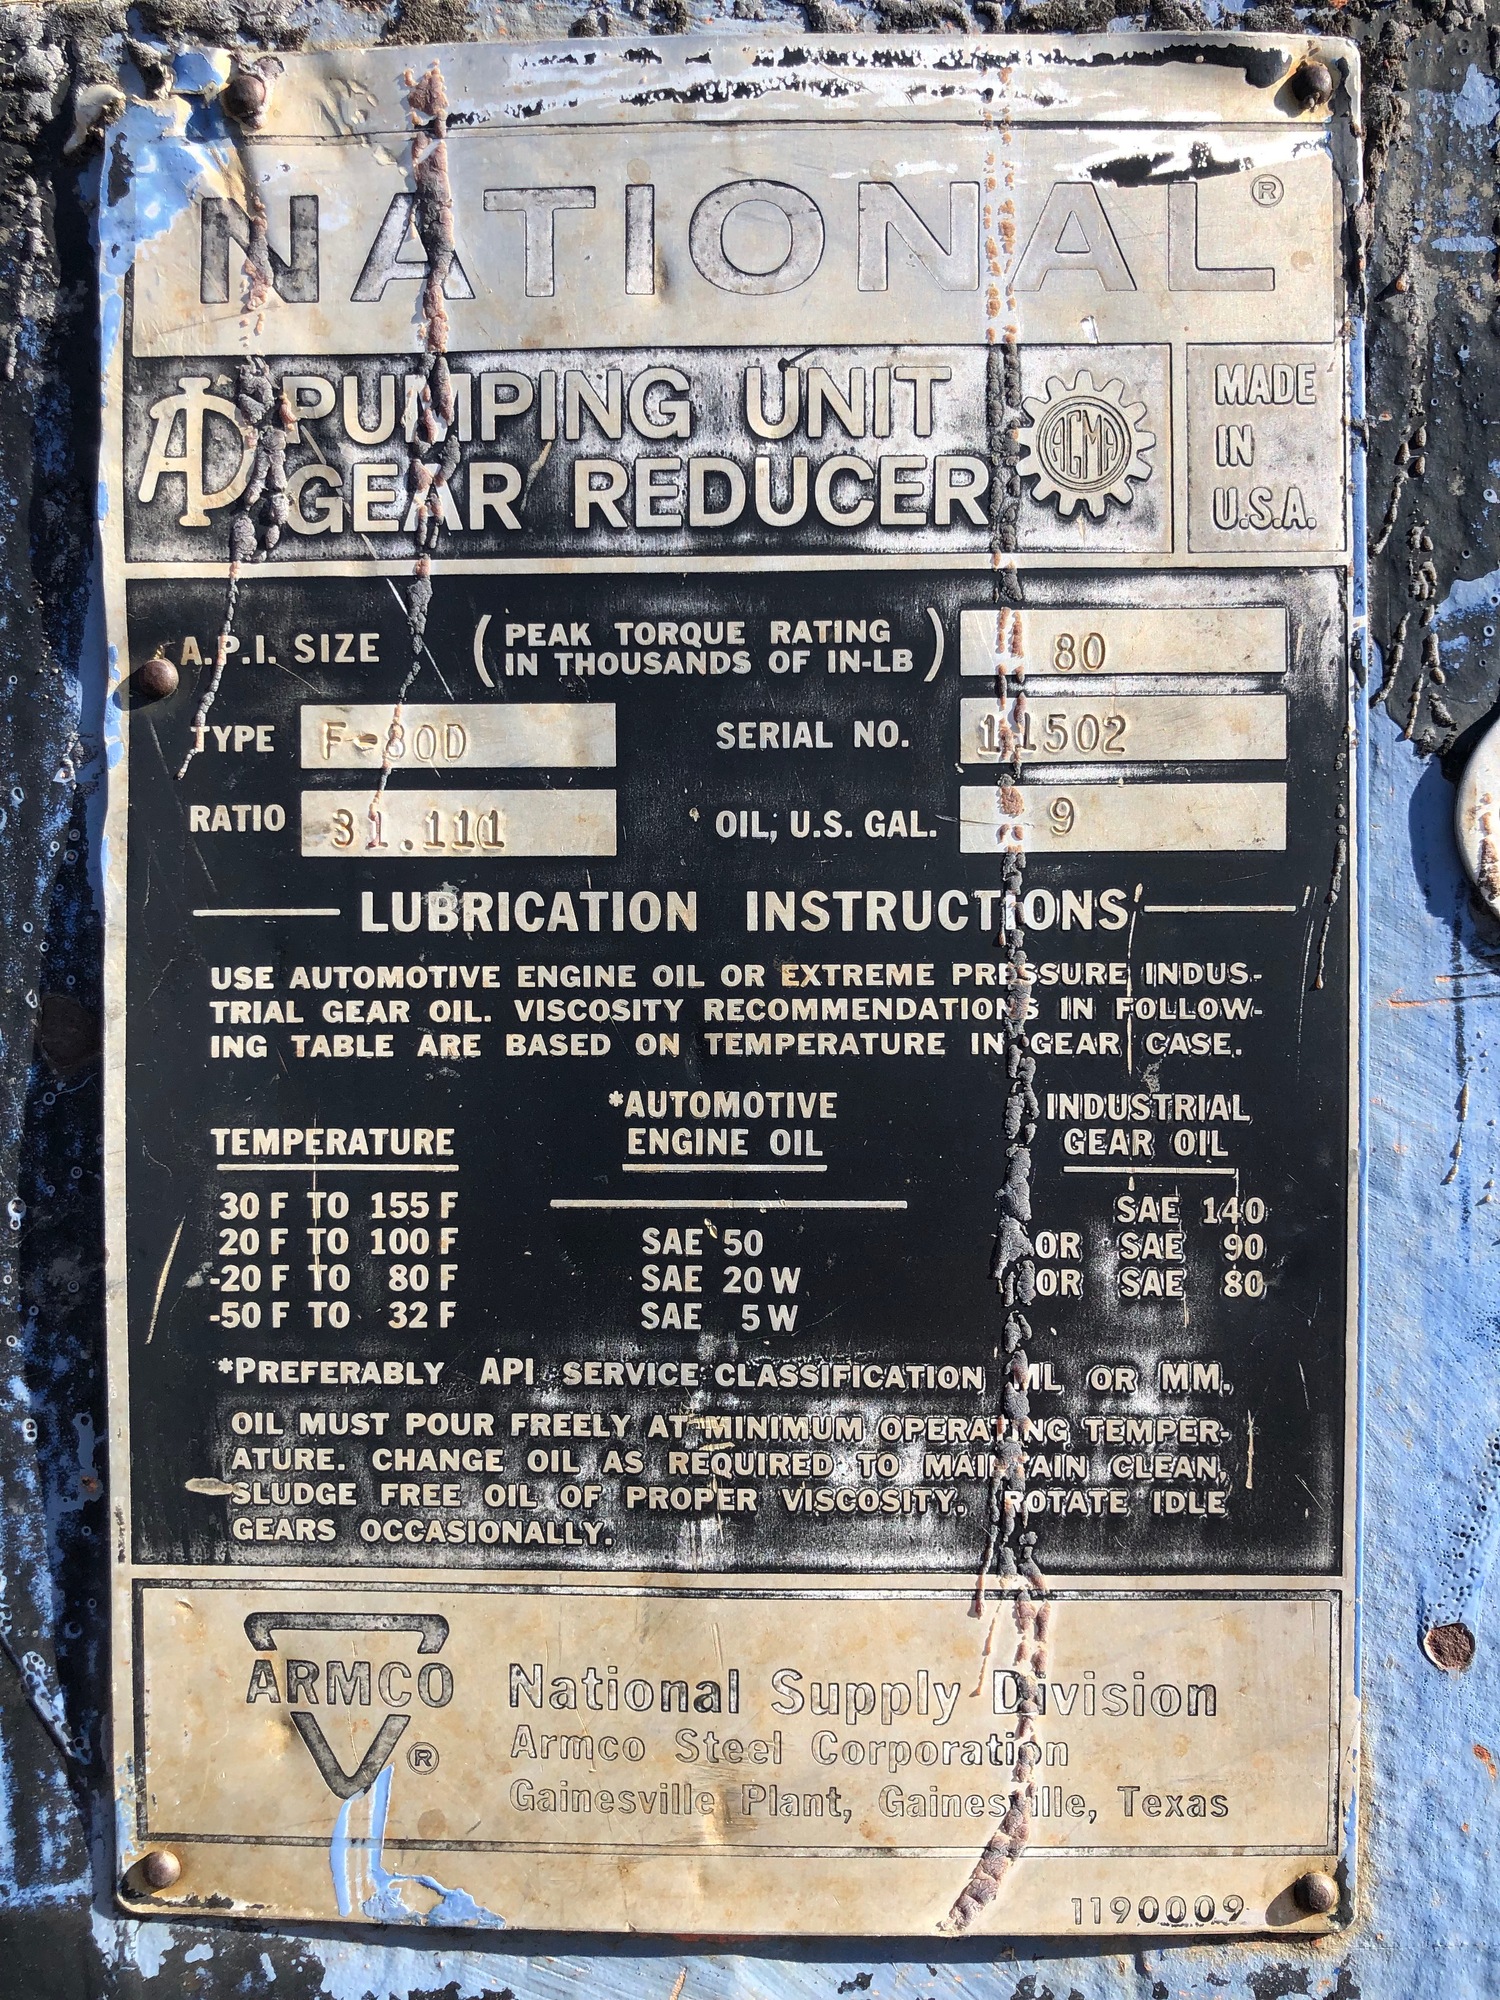 NATIONAL®
API PUMPING UNIT
GEAR REDUCER
AGMA
MADE
IN
U.S.A.
A.P.I. SIZE (PEAK TORQUE RATING
IN THOUSANDS OF IN-LB) 80
TYPE F-80D SERIAL NO. 11502
RATIO 31.111 OIL, U.S. GAL. 9
LUBRICATION INSTRUCTIONS
USE AUTOMOTIVE ENGINE OIL OR EXTREME PRESSURE INDUS-
TRIAL GEAR OIL. VISCOSITY RECOMMENDATIONS IN FOLLOW-
ING TABLE ARE BASED ON TEMPERATURE IN GEAR CASE.
TEMPERATURE *AUTOMOTIVE ENGINE OIL INDUSTRIAL GEAR OIL
30 F TO 155 F SAE 140
20 F TO 100 F SAE 50 OR SAE 90
-20 F TO 80 F SAE 20 W OR SAE 80
-50 F TO 32 F SAE 5 W
*PREFERABLY API SERVICE CLASSIFICATION ML OR MM.
OIL MUST POUR FREELY AT MINIMUM OPERATING TEMPER-
ATURE. CHANGE OIL AS REQUIRED TO MAINTAIN CLEAN,
SLUDGE FREE OIL OF PROPER VISCOSITY. ROTATE IDLE
GEARS OCCASIONALLY.
ARMCO ®
National Supply Division
Armco Steel Corporation
Gainesville Plant, Gainesville, Texas
1190009